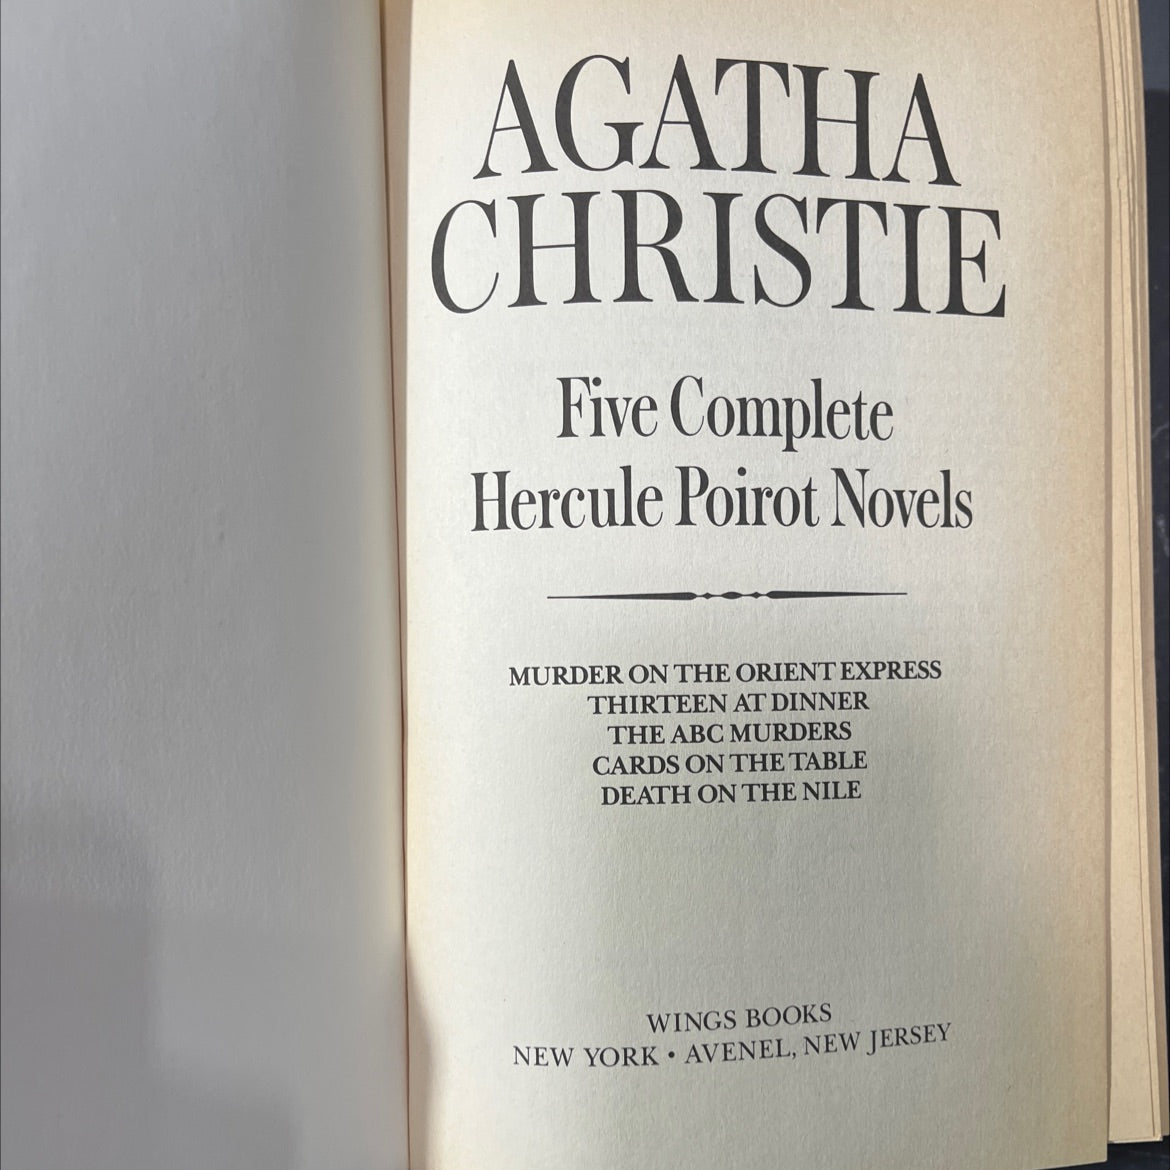 AGATHA
CHRISTIE
Five Complete
Hercule Poirot Novels
MURDER ON THE ORIENT EXPRESS
THIRTEEN AT DINNER
THE ABC MURDERS
CARDS ON THE TABLE
DEATH ON THE NILE
WINGS BOOKS
NEW YORK • AVENEL, NEW JERSEY